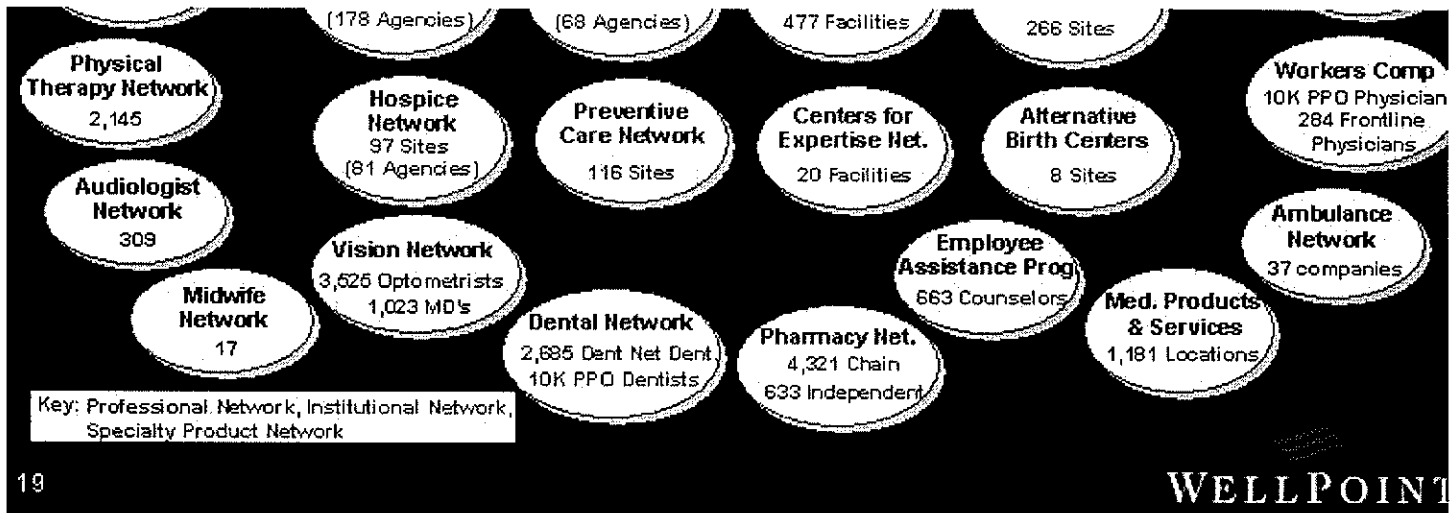 (178 Agencies)
(68 Agencies)
477 Facilities
266 Sites
Physical
Therapy Network
2,145
Hospice
Network
97 Sites
(81 Agencies)
Preventive
Care Network
116 Sites
Centers for
Expertise Net.
20 Facilities
Alternative
Birth Centers
8 Sites
Workers Comp
10K PPO Physician
284 Frontline
Physicians
Audiologist
Network
309
Vision Network
3,525 Optometrists
1,023 MD's
Employee
Assistance Prog
663 Counselors
Ambulance
Network
37 companies
Midwife
Network
17
Dental Network
2,685 Dent Net Dent
10K PPO Dentists
Pharmacy Net.
4,321 Chain
633 Independent
Med. Products
& Services
1,181 Locations
Key: Professional Network, Institutional Network,
Specialty Product Network
19
WELLPOINT